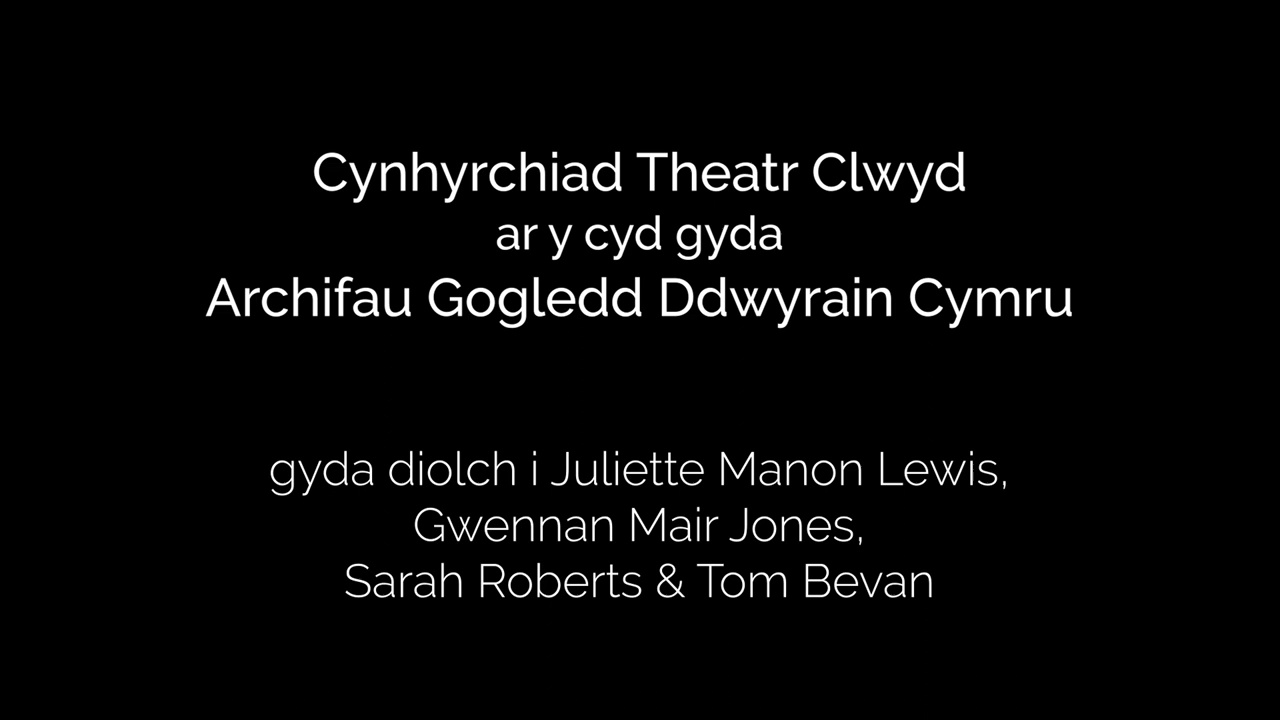 Cynhyrchiad Theatr Clwyd
ar y cyd gyda
Archifau Gogledd Ddwyrain Cymru
gyda diolch i Juliette Manon Lewis,
Gwennan Mair Jones,
Sarah Roberts & Tom Bevan